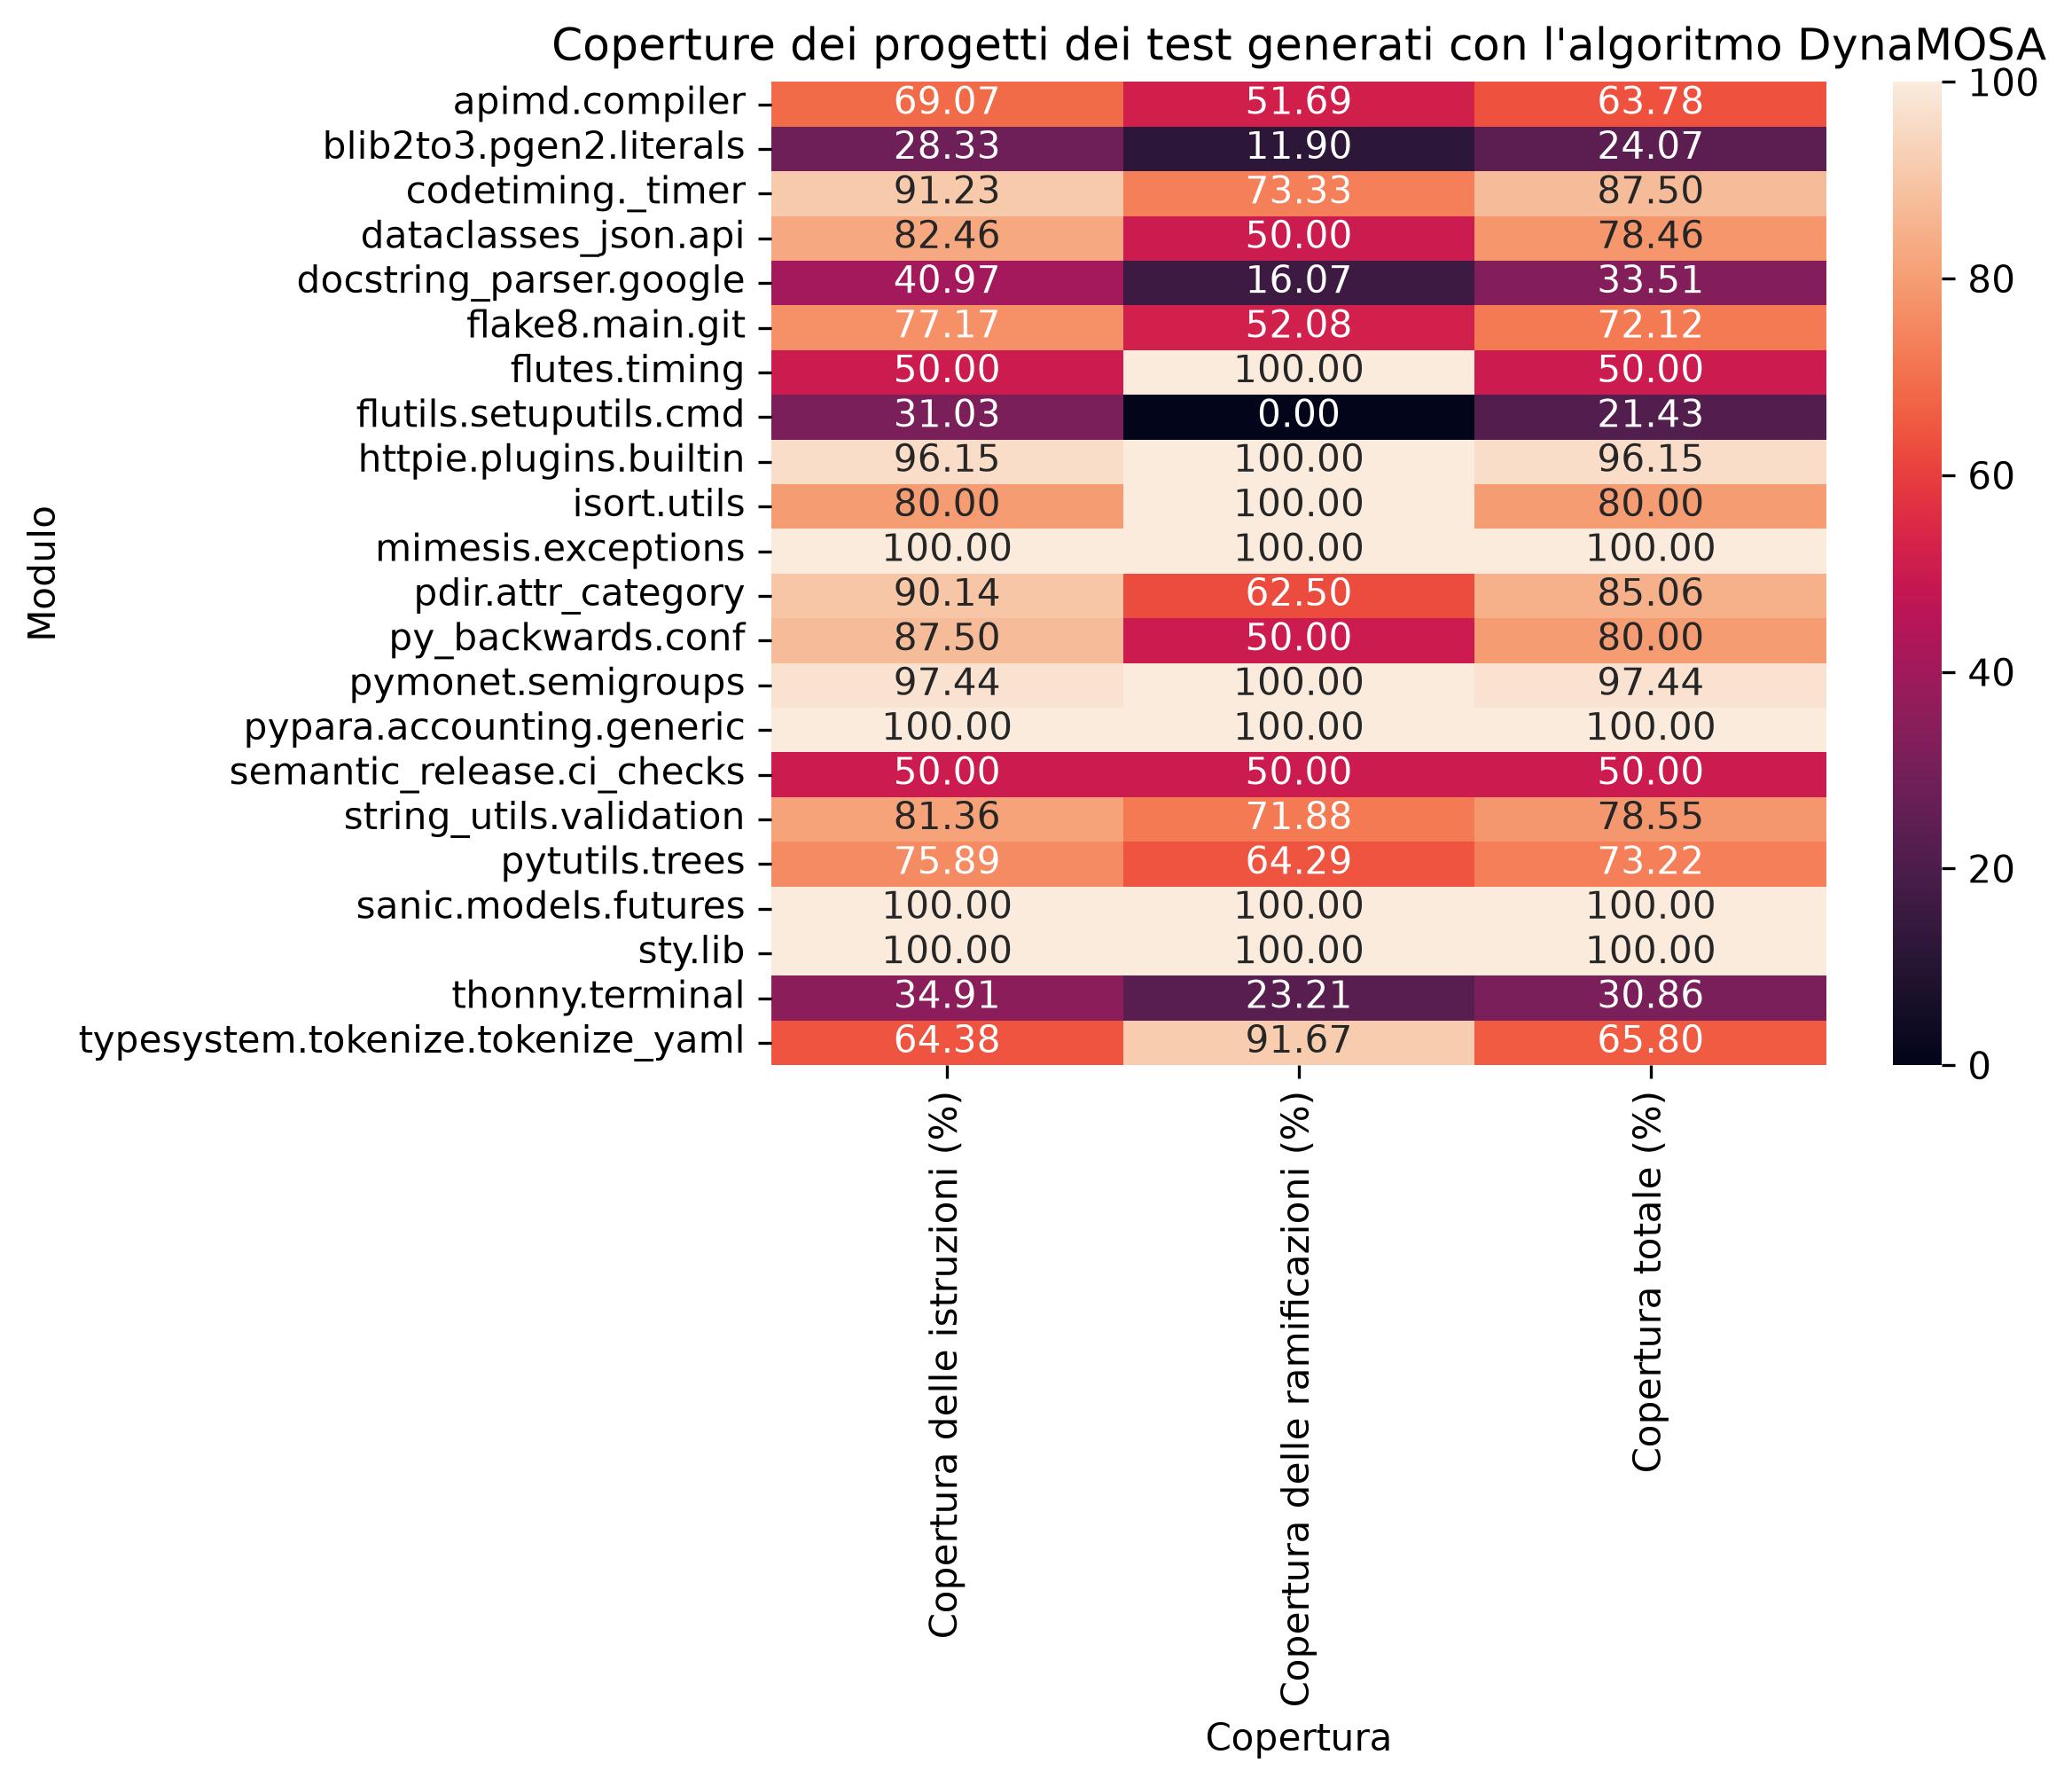 Coperture dei progetti dei test generati con l'algoritmo DynaMOSA
Modulo
apimd.compiler 69.07 51.69 63.78
blib2to3.pgen2.literals 28.33 11.90 24.07
codetiming._timer 91.23 73.33 87.50
dataclasses_json.api 82.46 50.00 78.46
docstring_parser.google 40.97 16.07 33.51
flake8.main.git 77.17 52.08 72.12
flutes.timing 50.00 100.00 50.00
flutils.setuputils.cmd 31.03 0.00 21.43
httpie.plugins.builtin 96.15 100.00 96.15
isort.utils 80.00 100.00 80.00
mimesis.exceptions 100.00 100.00 100.00
pdir.attr_category 90.14 62.50 85.06
py_backwards.conf 87.50 50.00 80.00
pymonet.semigroups 97.44 100.00 97.44
pypara.accounting.generic 100.00 100.00 100.00
semantic_release.ci_checks 50.00 50.00 50.00
string_utils.validation 81.36 71.88 78.55
pytutils.trees 75.89 64.29 73.22
sanic.models.futures 100.00 100.00 100.00
sty.lib 100.00 100.00 100.00
thonny.terminal 34.91 23.21 30.86
typesystem.tokenize.tokenize_yaml 64.38 91.67 65.80
100
80
60
40
20
0
Copertura delle istruzioni (%)
Copertura delle ramificazioni (%)
Copertura totale (%)
Copertura